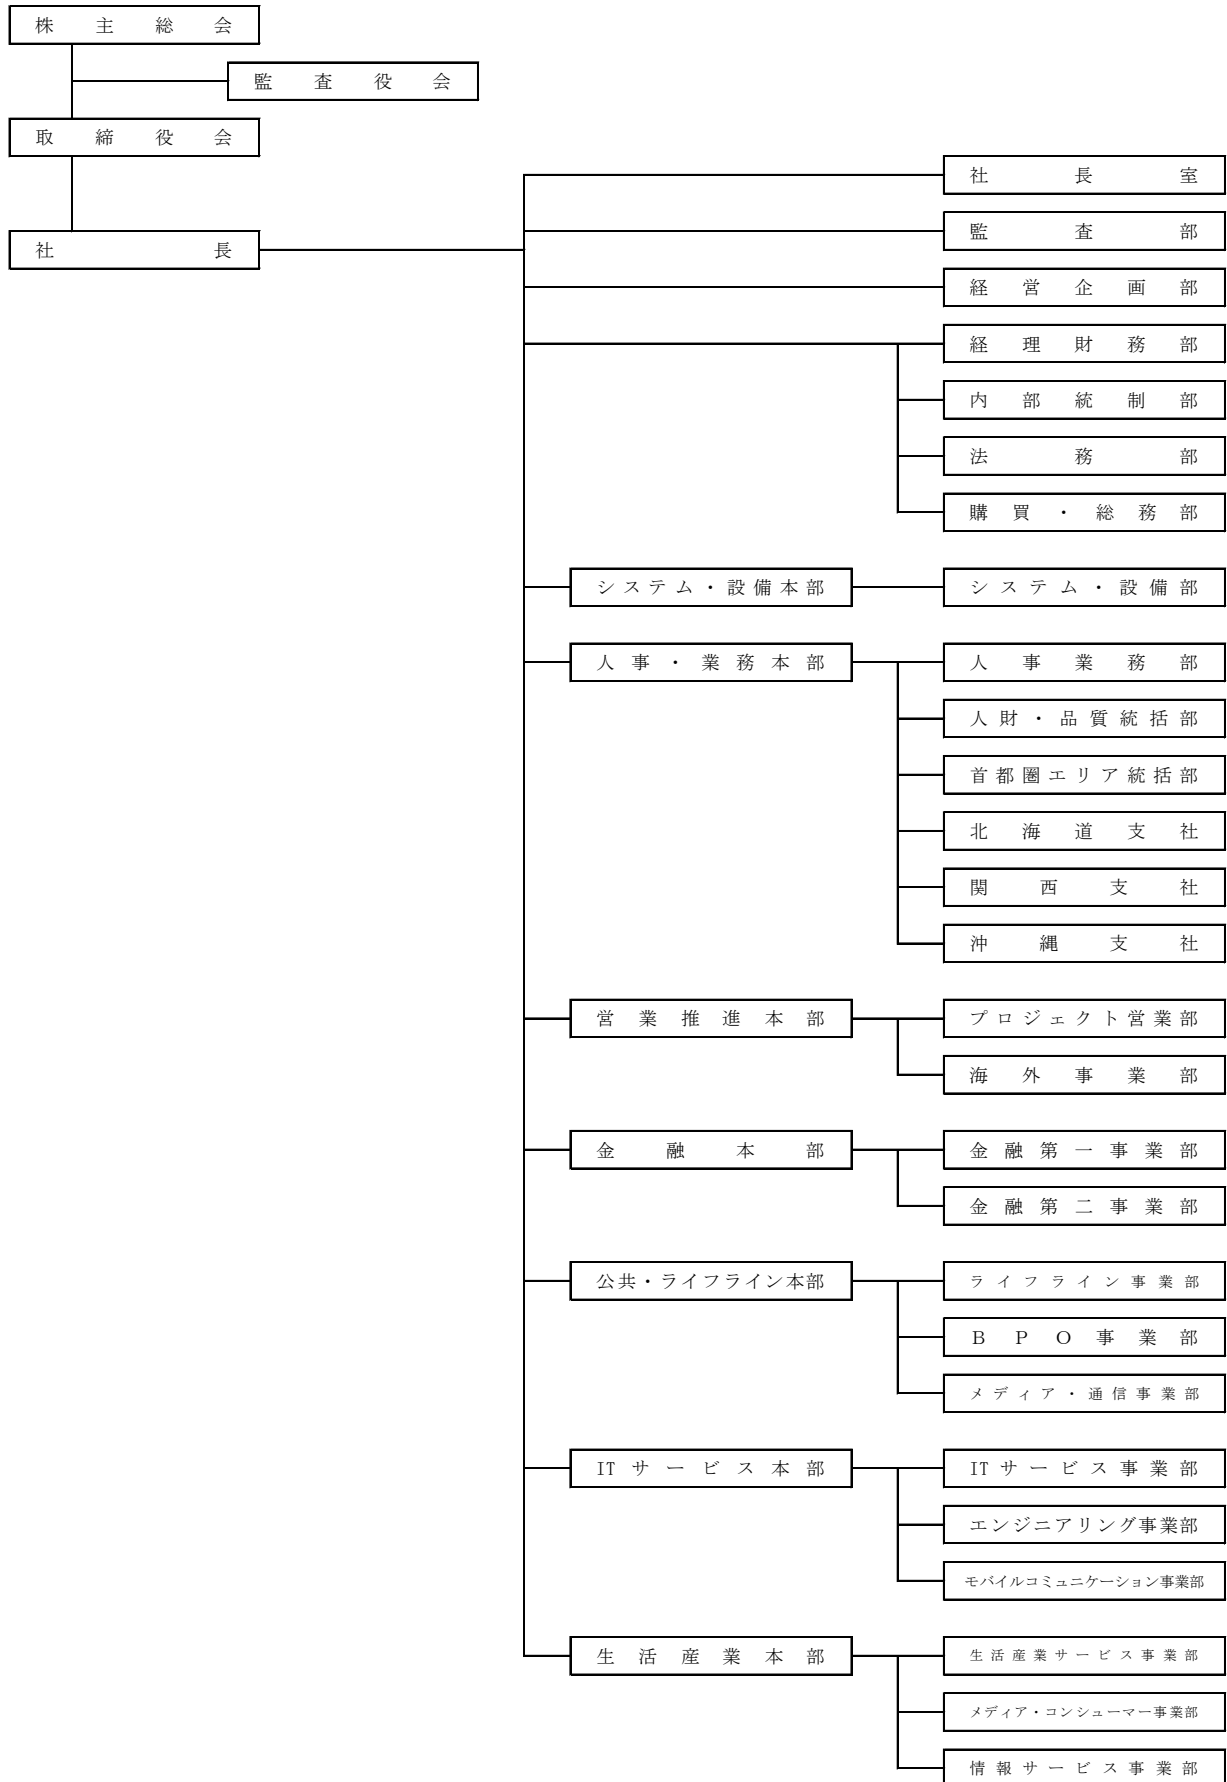 株主総会
監査役会
取締役会
社長室
社長
監査部
経営企画部
経理財務部
内部統制部
法務部
購買・総務部
システム・設備本部
システム・設備部
人事・業務本部
人事業務部
人財・品質統括部
首都圏エリア統括部
北海道支社
関西支社
沖縄支社
営業推進本部
プロジェクト営業部
海外事業部
金融本部
金融第一事業部
金融第二事業部
公共・ライフライン本部
ライフライン事業部
ＢＰＯ事業部
メディア・通信事業部
ITサービス本部
ITサービス事業部
エンジニアリング事業部
モバイルコミュニケーション事業部
生活産業本部
生活産業サービス事業部
メディア・コンシューマー事業部
情報サービス事業部